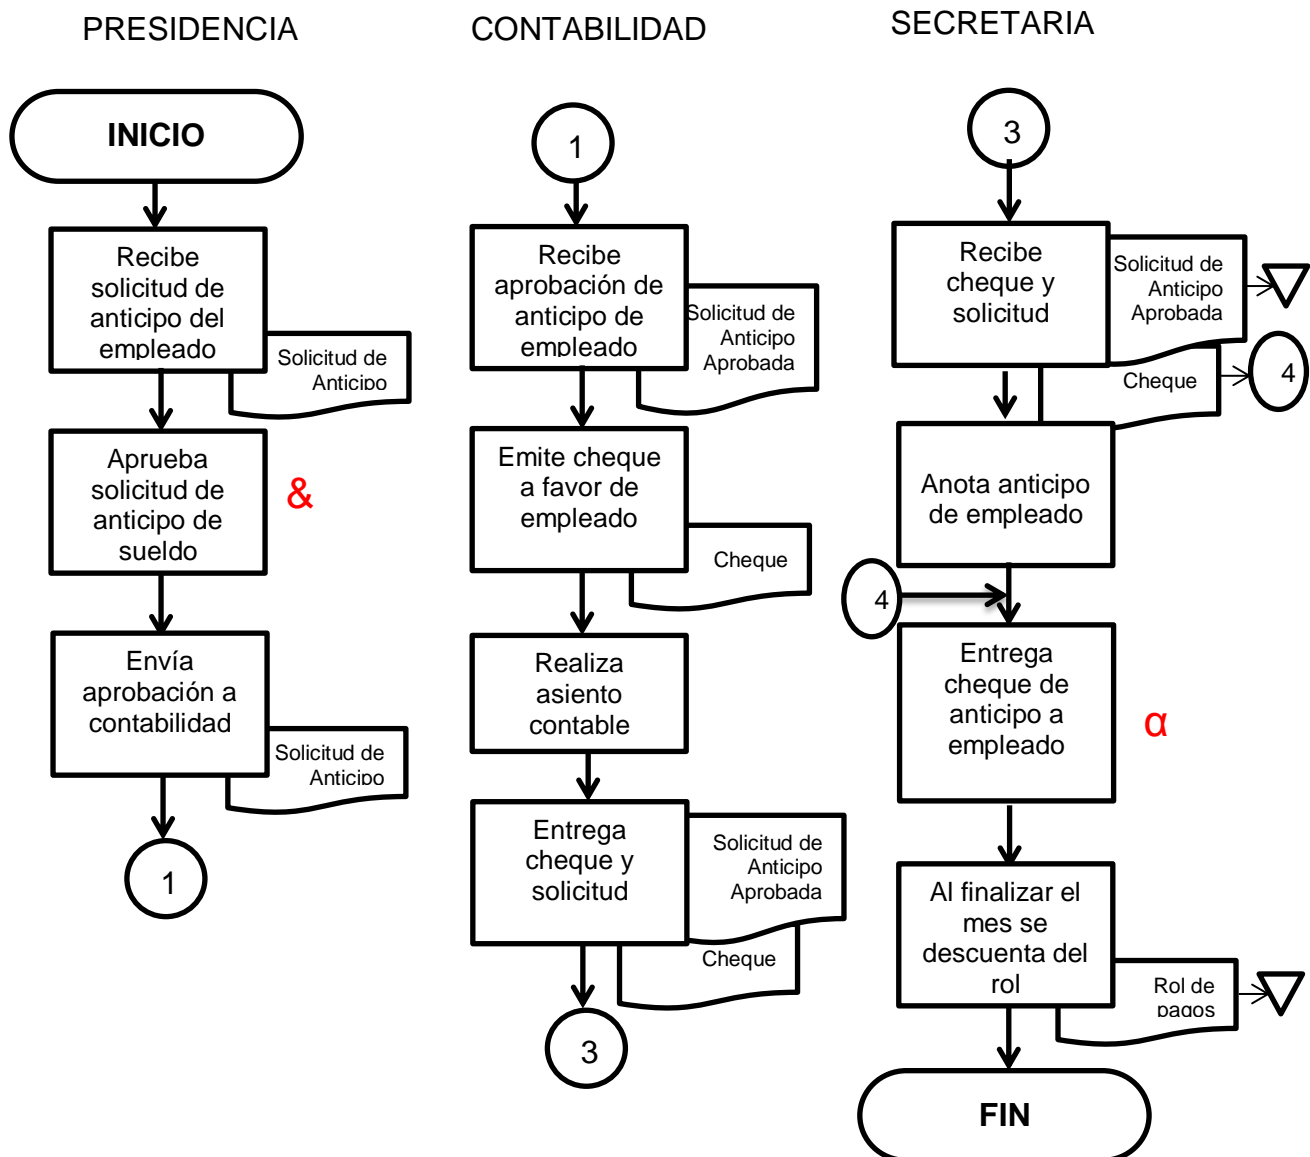 PRESIDENCIA
INICIO
Recibe
solicitud de
anticipo del
empleado
Solicitud de
Anticipo
Aprueba
solicitud de
anticipo de
sueldo
&
Envía
aprobación a
contabilidad
Solicitud de
Anticipo
1
CONTABILIDAD
1
Recibe
aprobación de
anticipo de
empleado
Solicitud de
Anticipo
Aprobada
Emite cheque
a favor de
empleado
Cheque
Realiza
asiento
contable
Entrega
cheque y
solicitud
Solicitud de
Anticipo
Aprobada
Cheque
3
SECRETARIA
3
Recibe
cheque y
solicitud
Solicitud de
Anticipo
Aprobada
Cheque
4
Anota anticipo
de empleado
4
Entrega
cheque de
anticipo a
empleado
α
Al finalizar el
mes se
descuenta del
rol
Rol de
pagos
FIN